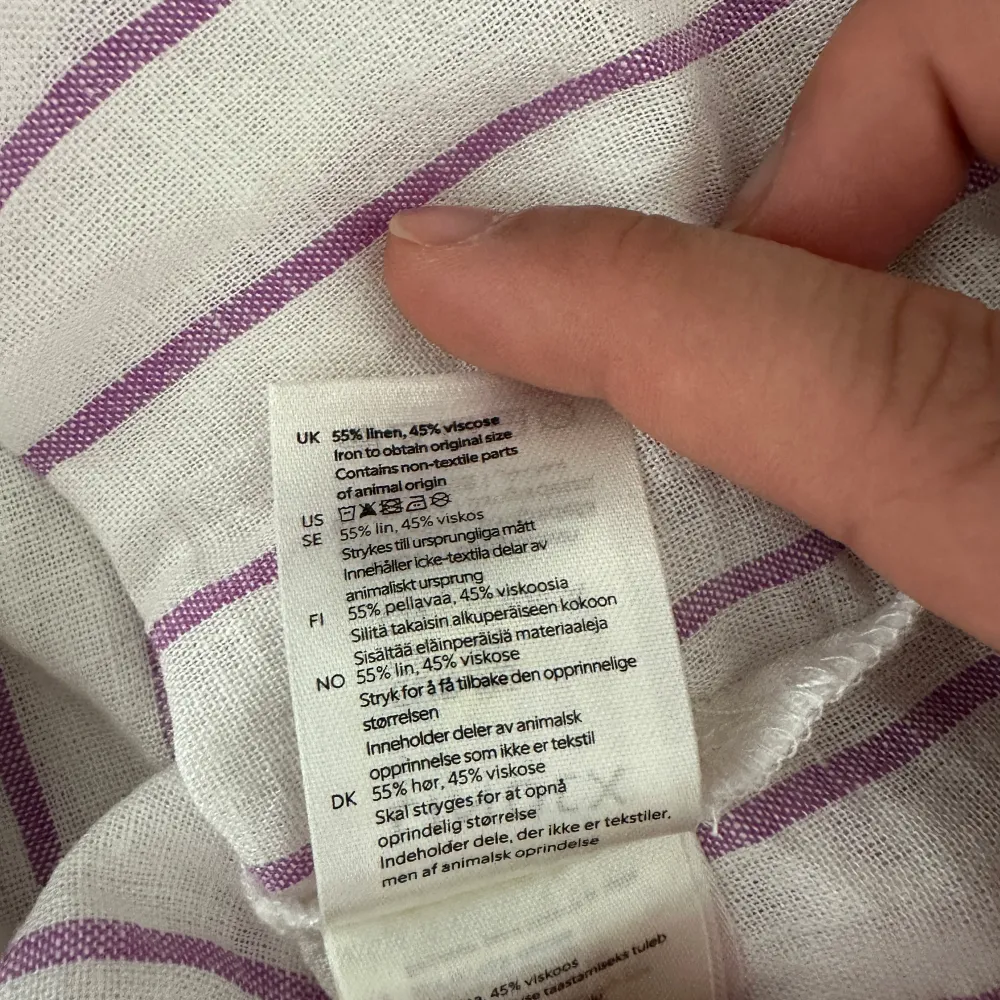 UK 55% linen, 45% viscose
Iron to obtain original size
Contains non-textile parts
of animal origin
US
SE 55% lin, 45% viskos
Strykes till ursprungliga mått
Innehåller icke-textila delar av
animaliskt ursprung
FI 55% pellavaa, 45% viskoosia
Silitä takaisin alkuperäiseen kokoon
Sisältää eläinperäisiä materiaaleja
NO 55% lin, 45% viskose
Stryk for å få tilbake den opprinnelige
størrelsen
Inneholder deler av animalsk
opprinnelse som ikke er tekstil
DK 55% hør, 45% viskose
Skal stryges for at opnå
oprindelig størrelse
Indeholder dele, der ikke er tekstiler,
men af animalsk oprindelse
45% viskoos
taastamiseks tuleb